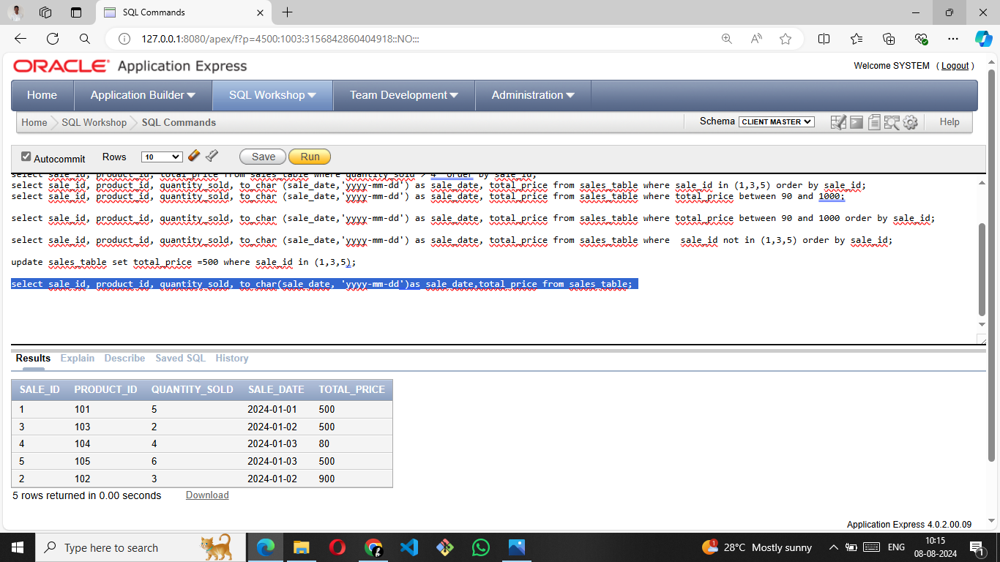 SQL Commands
127.0.0.1:8080/apex/f?p=4500:1003:3156842860404918::NO:::
ORACLE Application Express
Welcome SYSTEM ( Logout )
Home Application Builder SQL Workshop Team Development Administration
Home SQL Workshop SQL Commands Schema CLIENT MASTER Help
Autocommit Rows 10 Save Run
select sale_id, product_id, total_price from sales_table where quantity_sold > 4 order by sale_id;
select sale_id, product_id, quantity_sold, to_char (sale_date,'yyyy-mm-dd') as sale_date, total_price from sales_table where sale_id in (1,3,5) order by sale_id;
select sale_id, product_id, quantity_sold, to_char (sale_date,'yyyy-mm-dd') as sale_date, total_price from sales_table where total_price between 90 and 1000;
select sale_id, product_id, quantity_sold, to_char (sale_date,'yyyy-mm-dd') as sale_date, total_price from sales_table where total_price between 90 and 1000 order by sale_id;
select sale_id, product_id, quantity_sold, to_char (sale_date,'yyyy-mm-dd') as sale_date, total_price from sales_table where  sale_id not in (1,3,5) order by sale_id;
update sales_table set total_price =500 where sale_id in (1,3,5);
select sale_id, product_id, quantity_sold, to_char(sale_date, 'yyyy-mm-dd')as sale_date,total_price from sales_table;
Results Explain Describe Saved SQL History
SALE_ID PRODUCT_ID QUANTITY_SOLD SALE_DATE TOTAL_PRICE
1 101 5 2024-01-01 500
3 103 2 2024-01-02 500
4 104 4 2024-01-03 80
5 105 6 2024-01-03 500
2 102 3 2024-01-02 900
5 rows returned in 0.00 seconds Download
Application Express 4.0.2.00.09
Type here to search 1 28°C Mostly sunny ENG 10:15
08-08-2024 1